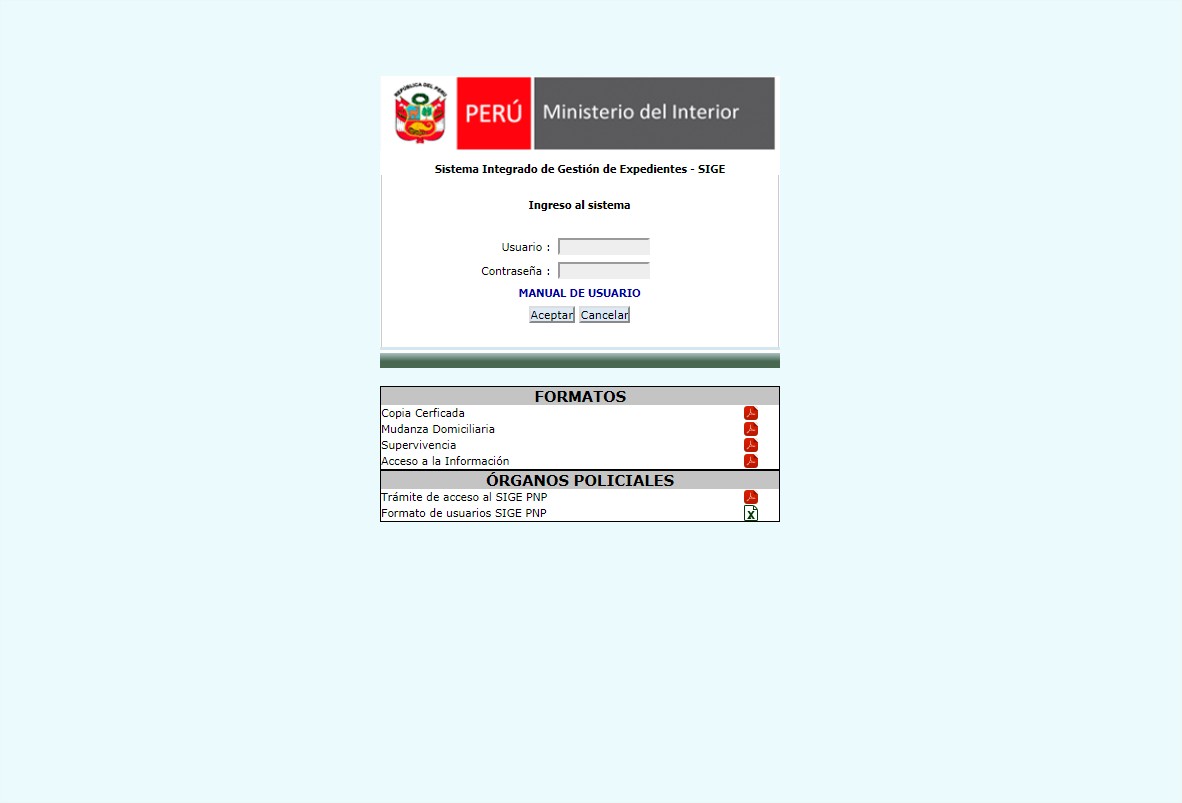 REPÚBLICA DEL PERÚ
PERÚ Ministerio del Interior
Sistema Integrado de Gestión de Expedientes - SIGE
Ingreso al sistema
Usuario :
Contraseña :
MANUAL DE USUARIO
Aceptar Cancelar
FORMATOS
Copia Cerficada
Mudanza Domiciliaria
Supervivencia
Acceso a la Información
ÓRGANOS POLICIALES
Trámite de acceso al SIGE PNP
Formato de usuarios SIGE PNP